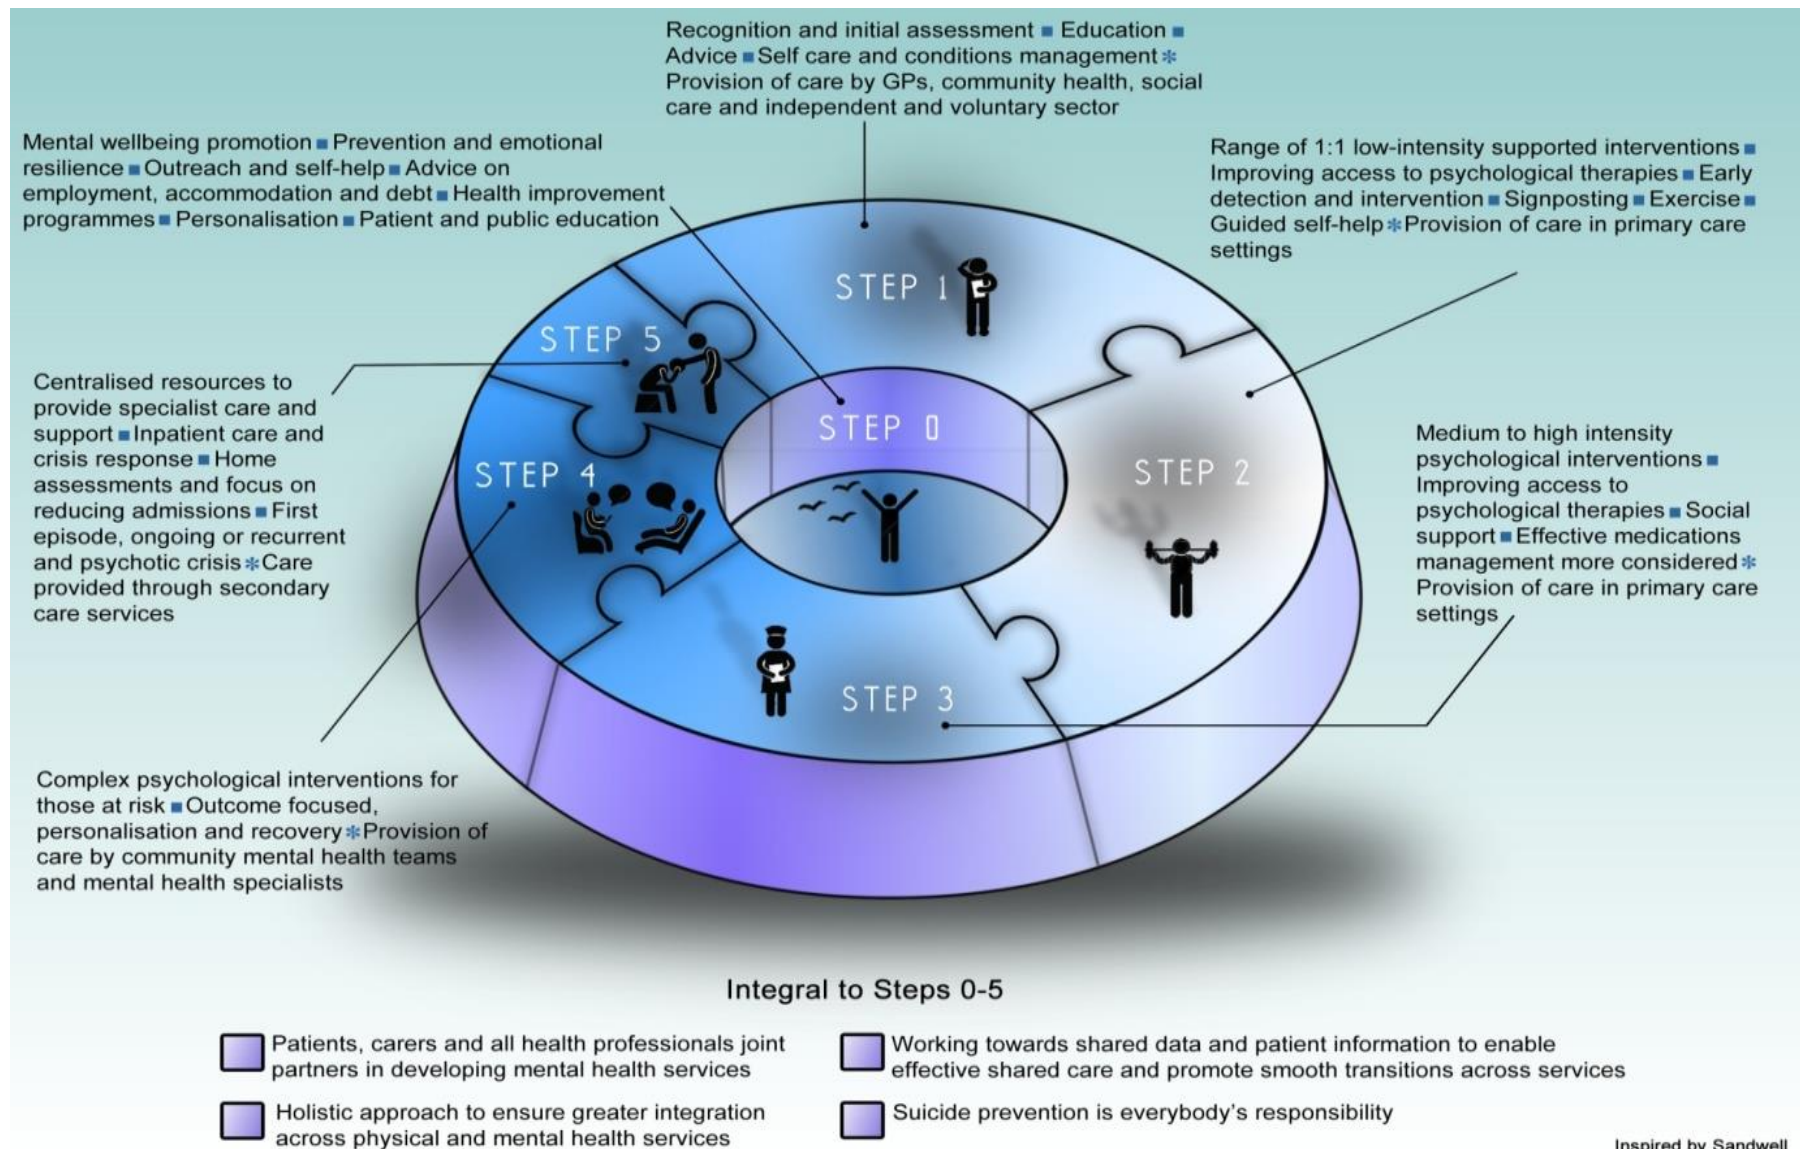 Recognition and initial assessment ■ Education ■
Advice ■ Self care and conditions management *
Provision of care by GPs, community health, social
care and independent and voluntary sector
Mental wellbeing promotion ■ Prevention and emotional
resilience ■ Outreach and self-help ■ Advice on
employment, accommodation and debt ■ Health improvement
programmes ■ Personalisation ■ Patient and public education
Range of 1:1 low-intensity supported interventions ■
Improving access to psychological therapies ■ Early
detection and intervention ■ Signposting ■ Exercise ■
Guided self-help * Provision of care in primary care
settings
STEP 1
STEP 5
Centralised resources to
provide specialist care and
support ■ Inpatient care and
crisis response ■ Home
assessments and focus on
reducing admissions ■ First
episode, ongoing or recurrent
and psychotic crisis * Care
provided through secondary
care services
STEP 0
STEP 4
STEP 2
Medium to high intensity
psychological interventions ■
Improving access to
psychological therapies ■ Social
support ■ Effective medications
management more considered *
Provision of care in primary care
settings
STEP 3
Complex psychological interventions for
those at risk ■ Outcome focused,
personalisation and recovery * Provision of
care by community mental health teams
and mental health specialists
Integral to Steps 0-5
Patients, carers and all health professionals joint
partners in developing mental health services
Working towards shared data and patient information to enable
effective shared care and promote smooth transitions across services
Holistic approach to ensure greater integration
across physical and mental health services
Suicide prevention is everybody's responsibility
Inspired by Sandwell